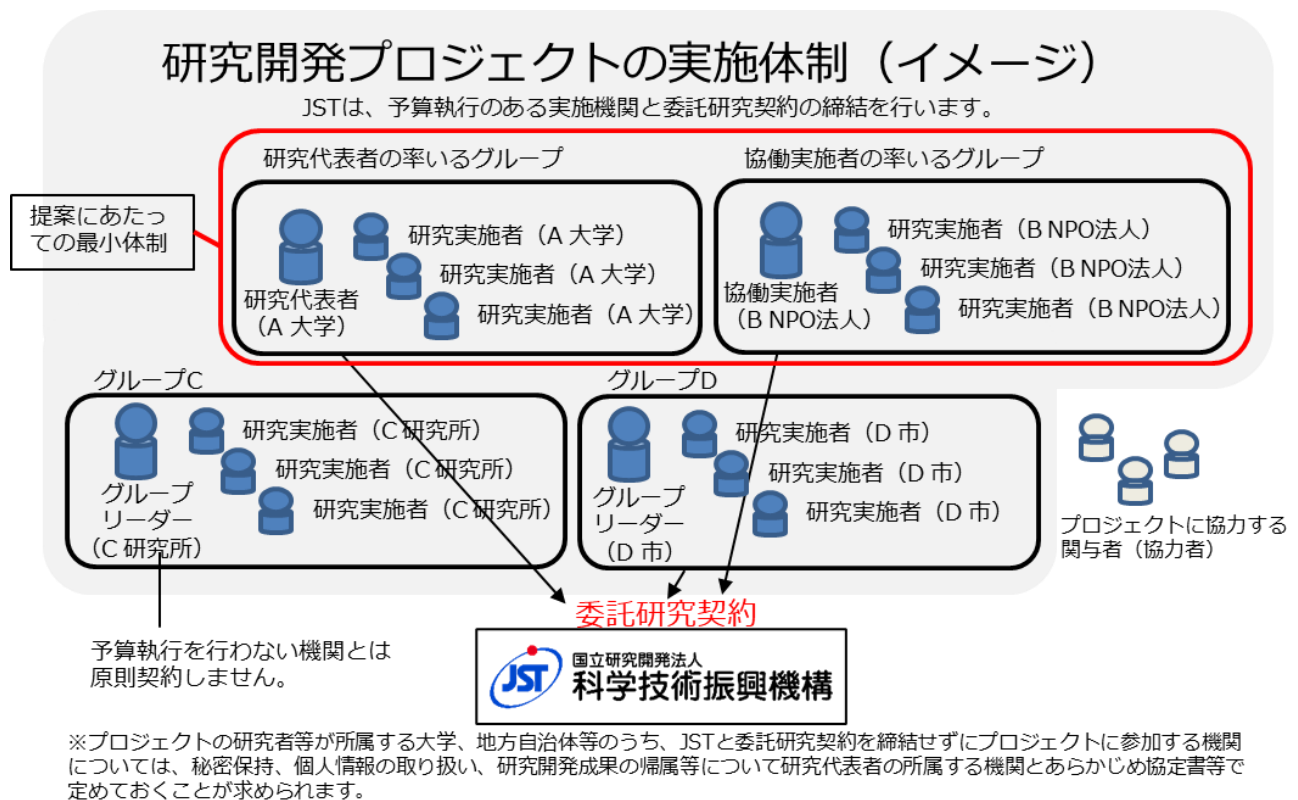 研究開発プロジェクトの実施体制（イメージ）
JSTは、予算執行のある実施機関と委託研究契約の締結を行います。
研究代表者の率いるグループ
協働実施者の率いるグループ
提案にあたっ
ての最小体制
研究実施者（A 大学）
研究実施者（A 大学）
研究実施者（A 大学）
研究代表者
（A 大学）
研究実施者（B NPO法人）
研究実施者（B NPO法人）
研究実施者（B NPO法人）
協働実施者
（B NPO法人）
グループC
研究実施者（C 研究所）
研究実施者（C 研究所）
研究実施者（C 研究所）
グループ
リーダー
（C 研究所）
グループD
研究実施者（D 市）
研究実施者（D 市）
研究実施者（D 市）
グループ
リーダー
（D 市）
プロジェクトに協力する
関与者（協力者）
委託研究契約
予算執行を行わない機関とは
原則契約しません。
JST
国立研究開発法人
科学技術振興機構
※プロジェクトの研究者等が所属する大学、地方自治体等のうち、JSTと委託研究契約を締結せずにプロジェクトに参加する機関
については、秘密保持、個人情報の取り扱い、研究開発成果の帰属等について研究代表者の所属する機関とあらかじめ協定書等で
定めておくことが求められます。